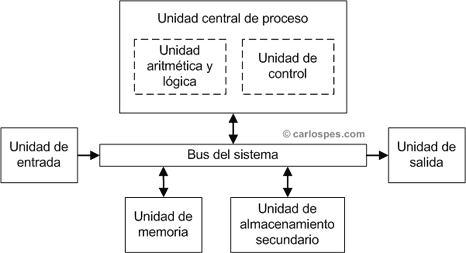 Unidad central de proceso
Unidad
aritmética y
lógica
Unidad de
control
© carlospes.com
Unidad de
entrada
Bus del sistema
Unidad de
salida
Unidad de
memoria
Unidad de
almacenamiento
secundario